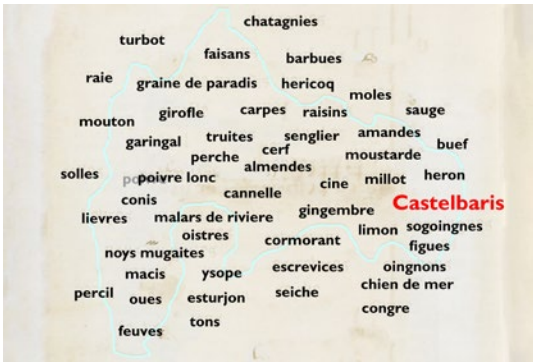 chatagnies
turbot
faisans
barbues
raie
graine de paradis
hericoq
moles
mouton
girofle
carpes
raisins
sauge
garingal
truites
senglier
amandes
buef
perche
cerf
moustarde
almendes
solles
poivre lonc
cine
millot
heron
conis
cannelle
Castelbaris
lievres
malars de riviere
gingembre
limon
sogoingnes
oistres
cormorant
figues
noys mugaites
macis
ysope
escrevices
oingnons
chien de mer
percil
oues
esturjon
seiche
congre
feuves
tons